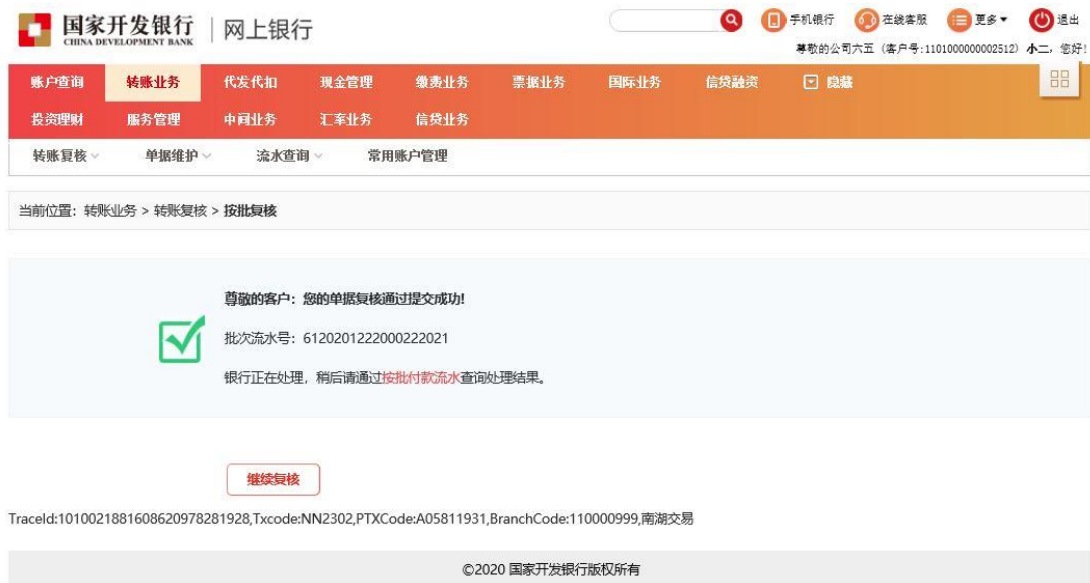 国家开发银行 网上银行 手机银行 在线客服 更多 退出
CHINA DEVELOPMENT BANK
尊敬的公司六五（客户号:1101000000002512）小二，您好!
账户查询 转账业务 代发代扣 现金管理 缴费业务 票据业务 国际业务 信贷融资 隐藏
投资理财 服务管理 中间业务 汇率业务 信贷业务
转账复核 单据维护 流水查询 常用账户管理
当前位置：转账业务 > 转账复核 > 按批复核
尊敬的客户：您的单据复核通过提交成功!
批次流水号：6120201222000222021
银行正在处理，稍后请通过按批付款流水查询处理结果。
继续复核
TraceId:1010021881608620978281928,Txcode:NN2302,PTXCode:A05811931,BranchCode:110000999,南湖交易
©2020 国家开发银行版权所有